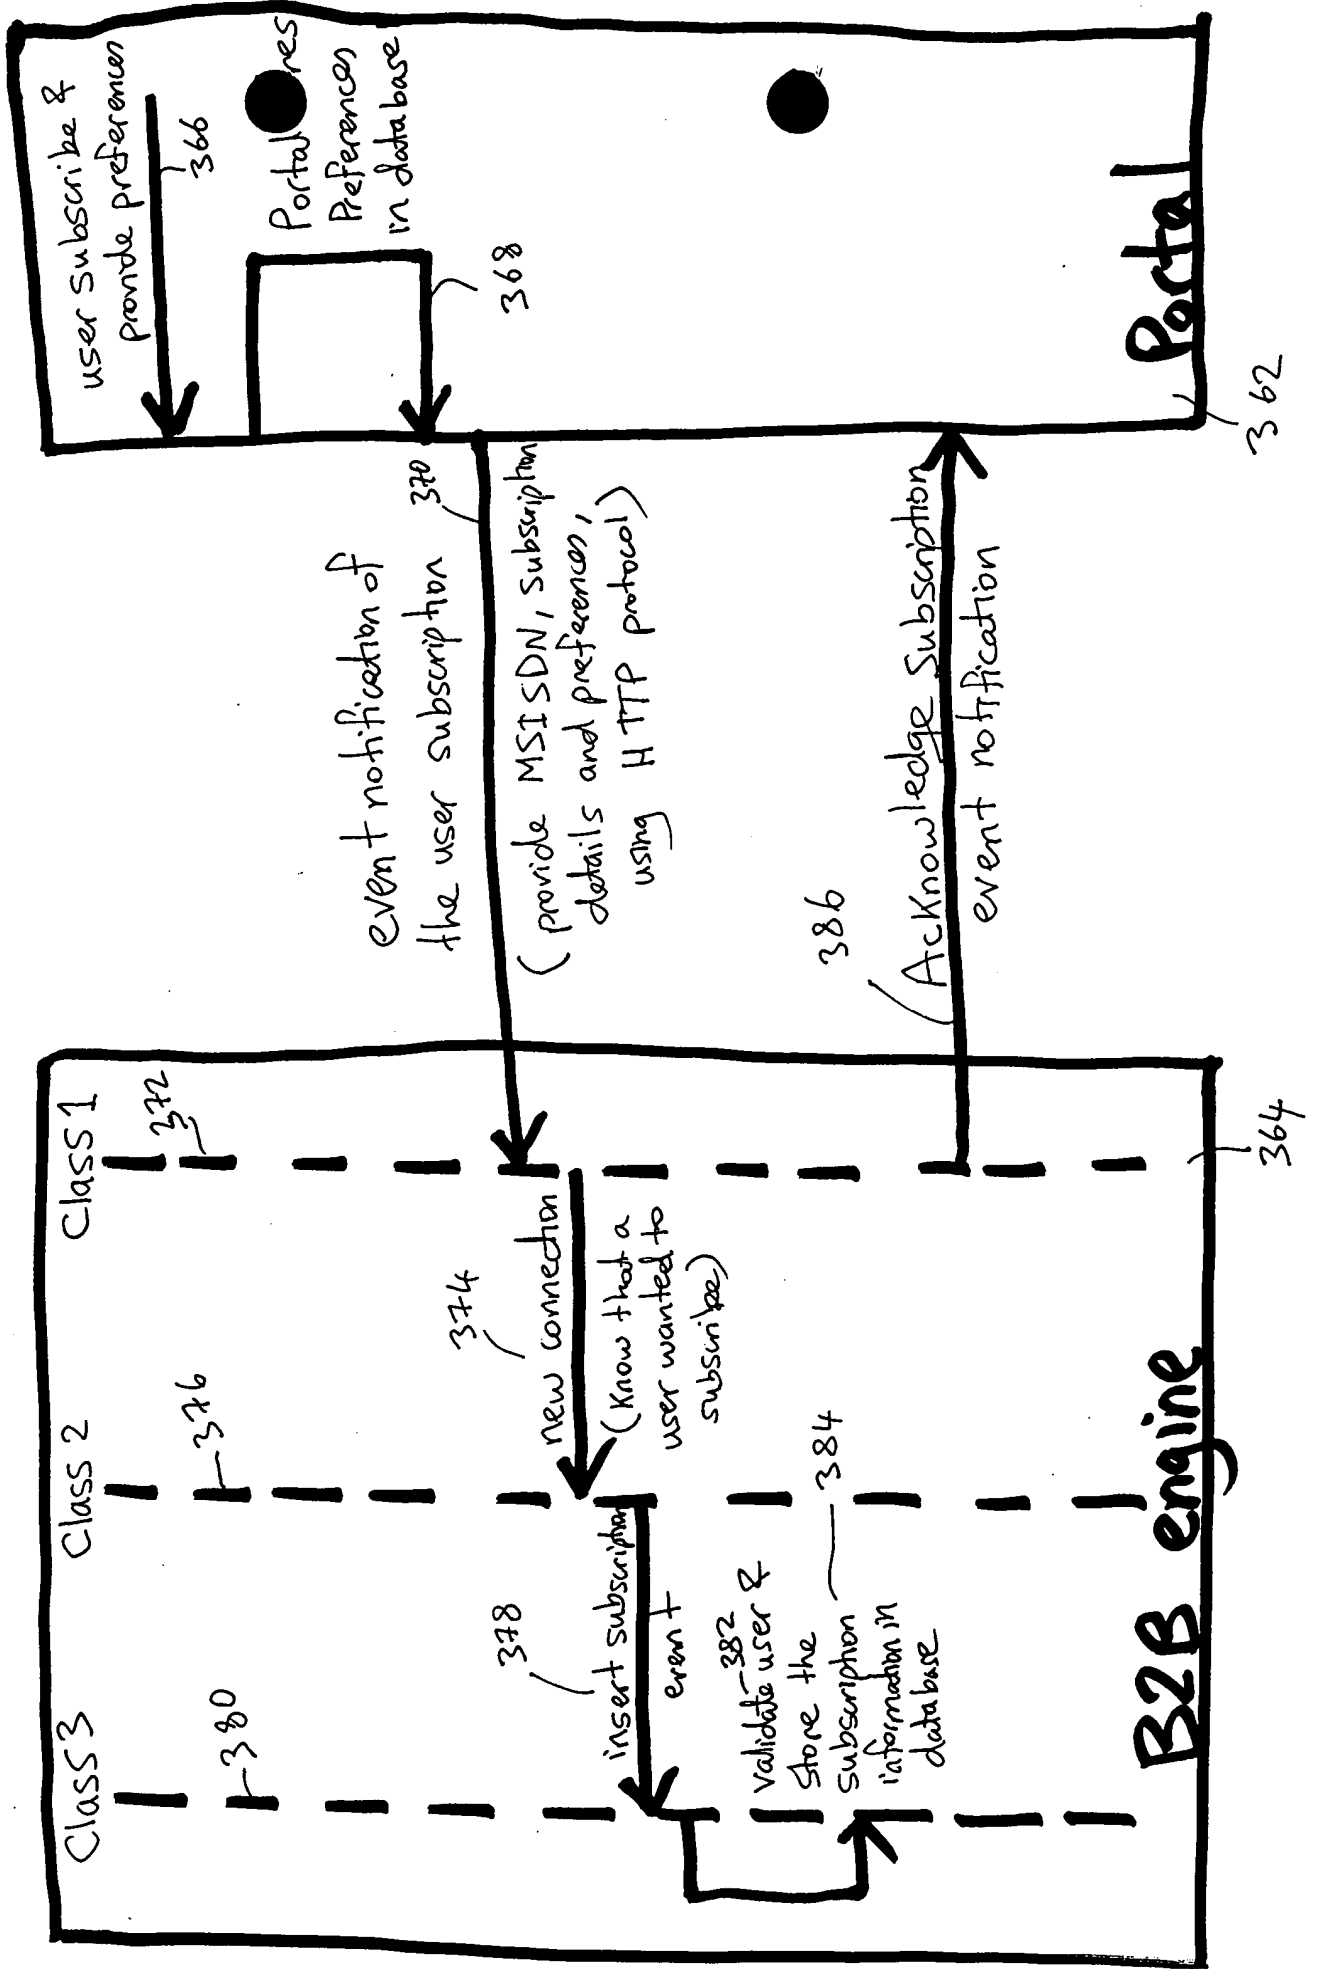 Class 3
380
Class 2
376
Class 1
372
user subscribe &
provide preferences
366
Portal
Preferences
in database
368
event notification of
the user subscription
370
(provide MSISDN, subscription
details and preferences,
using HTTP protocol)
374
new connection
(Know that a
user wanted to
subscribe)
378
insert subscription
event
Validate user &
382
Store the
subscription
384
information in
database
386
Acknowledge Subscription
event notification
B2B engine
364
Portal
362